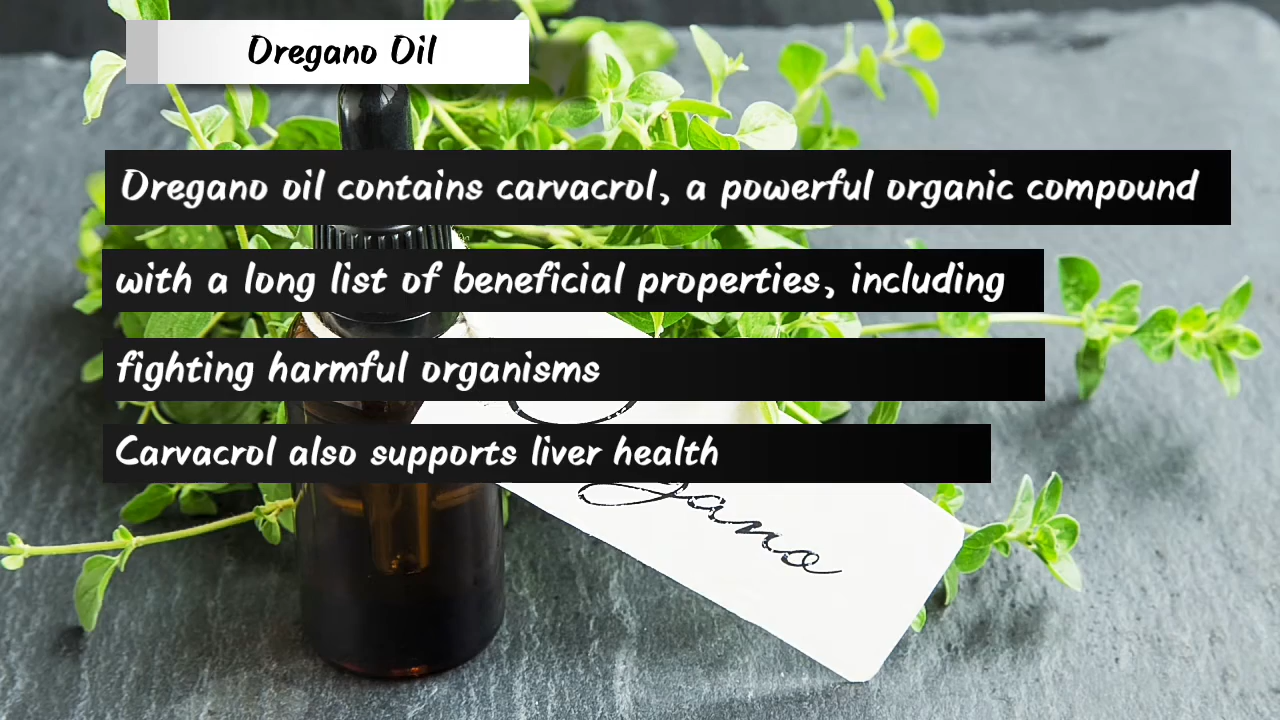 Oregano Oil
Oregano oil contains carvacrol, a powerful organic compound
with a long list of beneficial properties, including
fighting harmful organisms
Carvacrol also supports liver health